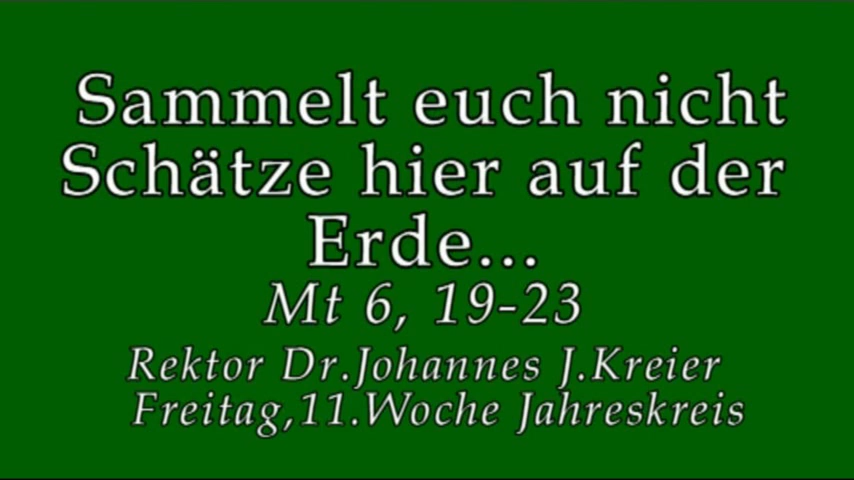 Sammelt euch nicht
Schätze hier auf der
Erde...
Mt 6, 19-23
Rektor Dr.Johannes J.Kreier
Freitag,11.Woche Jahreskreis